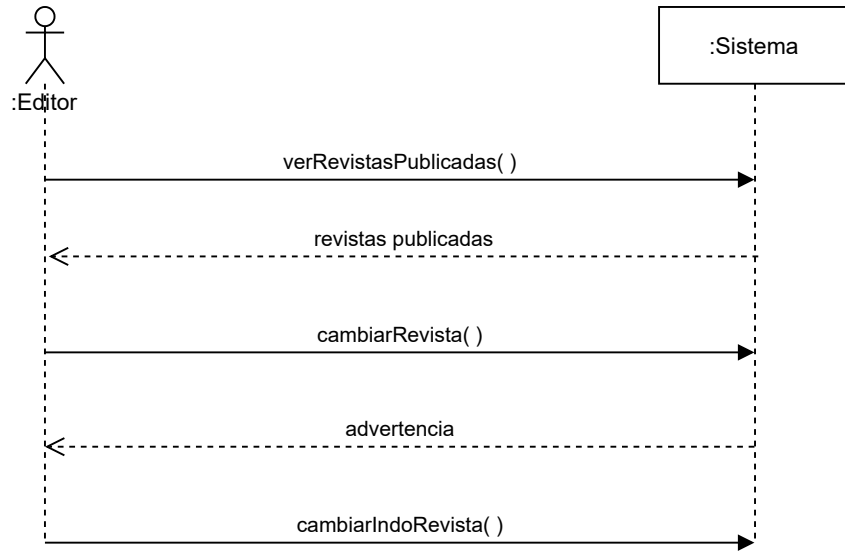 :Sistema
:Editor
verRevistasPublicadas( )
revistas publicadas
cambiarRevista( )
advertencia
cambiarIndoRevista( )